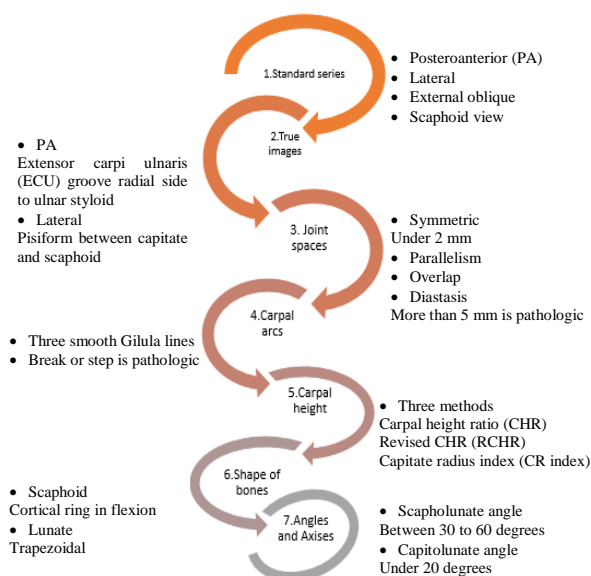 1.Standard series
• Posteroanterior (PA)
• Lateral
• External oblique
• Scaphoid view
2.True
images
• PA
Extensor carpi ulnaris
(ECU) groove radial side
to ulnar styloid
• Lateral
Pisiform between capitate
and scaphoid
3. Joint
spaces
• Symmetric
Under 2 mm
• Parallelism
• Overlap
• Diastasis
More than 5 mm is pathologic
4.Carpal
arcs
• Three smooth Gilula lines
• Break or step is pathologic
5.Carpal
height
• Three methods
Carpal height ratio (CHR)
Revised CHR (RCHR)
Capitate radius index (CR index)
6.Shape of
bones
• Scaphoid
Cortical ring in flexion
• Lunate
Trapezoidal
7.Angles
and Axises
• Scapholunate angle
Between 30 to 60 degrees
• Capitolunate angle
Under 20 degrees